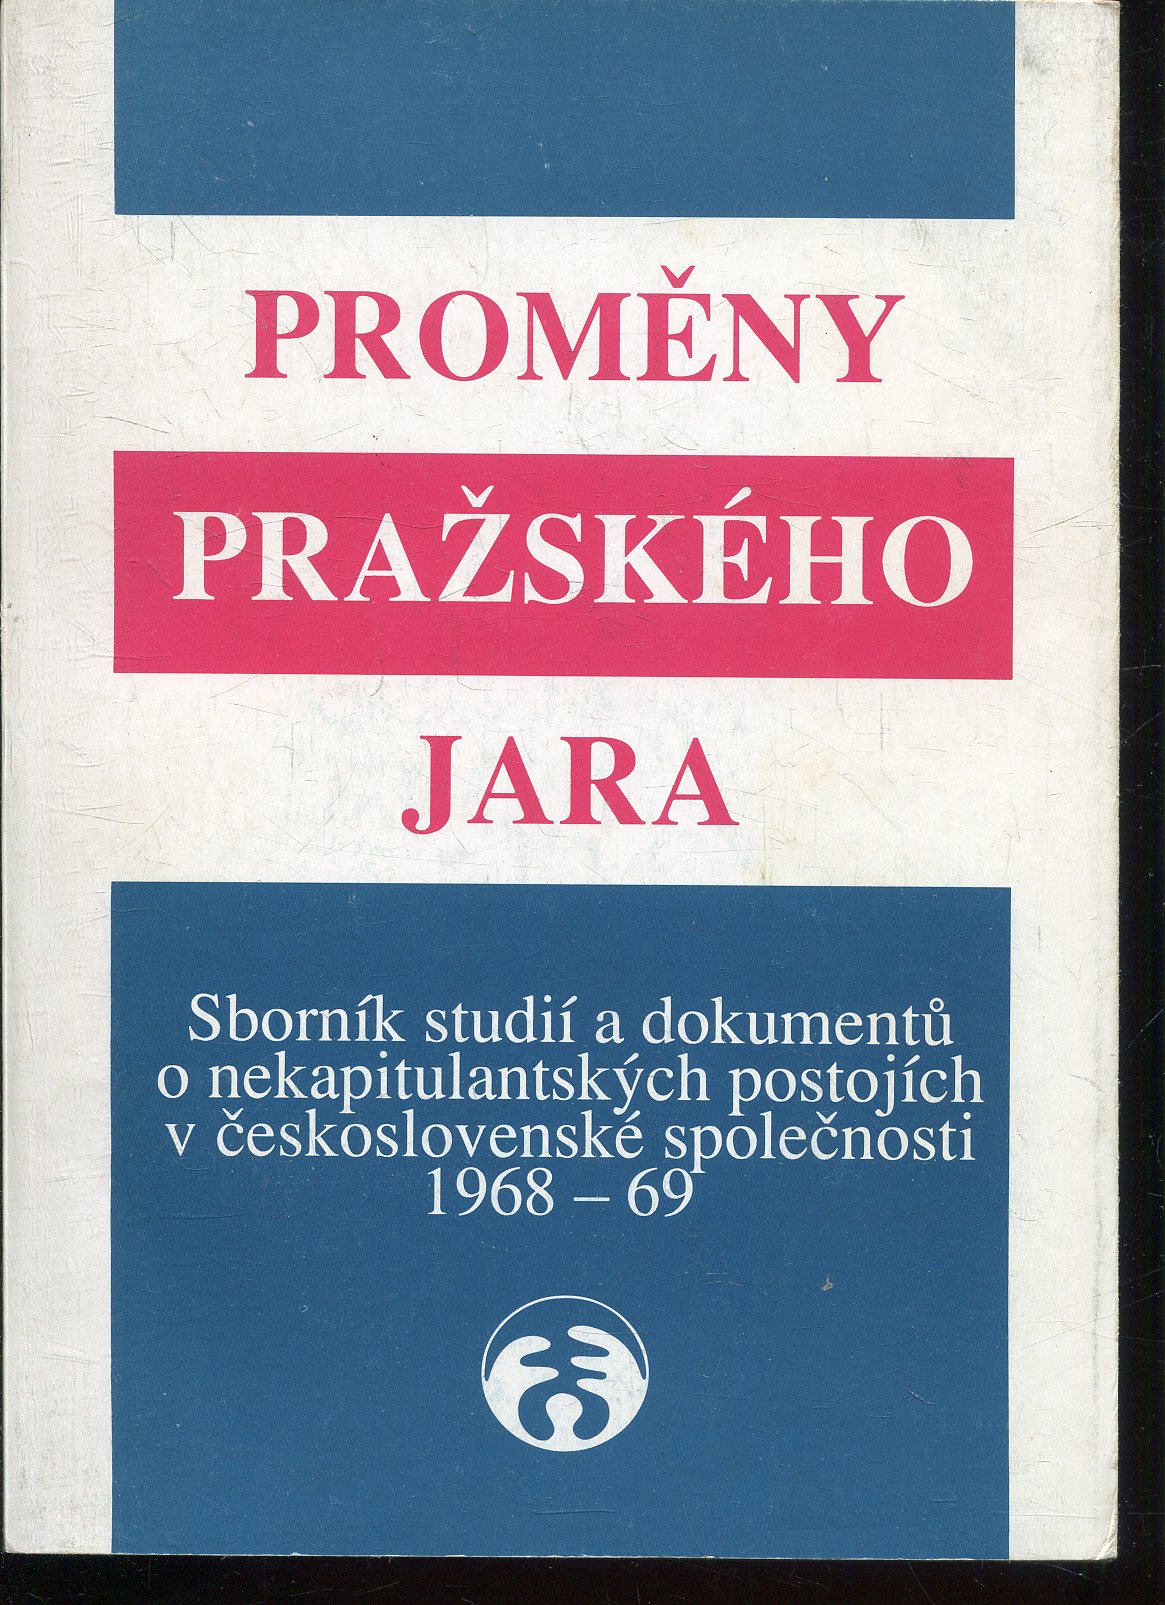 PROMĚNY
PRAŽSKÉHO
JARA
Sborník studií a dokumentů
o nekapitulantských postojích
v československé společnosti
1968 – 69